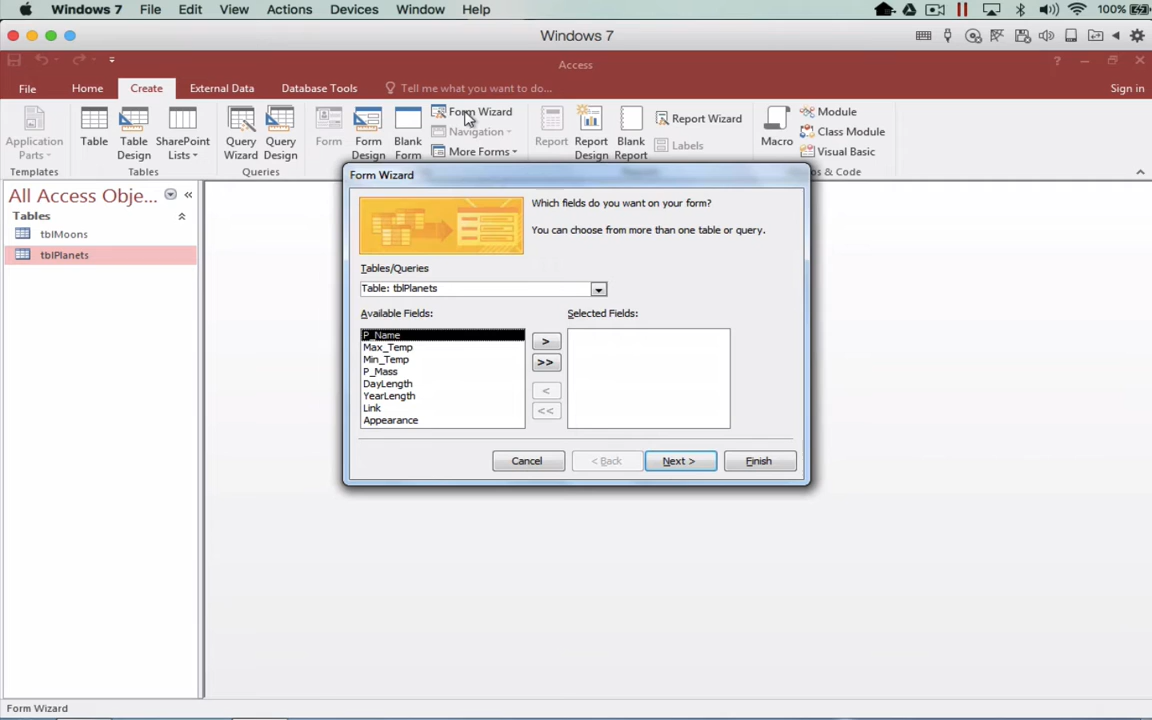 Windows 7 File Edit View Actions Devices Window Help 100%
Windows 7
Access
File Home Create External Data Database Tools Tell me what you want to do... Sign in
Application Parts
Table
Table Design
SharePoint Lists
Query Wizard
Query Design
Form
Form Design
Blank Form
Form Wizard
Navigation
More Forms
Report
Report Design
Blank Report
Report Wizard
Labels
Macro
Module
Class Module
Visual Basic
Templates Tables Queries s & Code
All Access Obje... «
Tables
tblMoons
tblPlanets
Form Wizard
Which fields do you want on your form?
You can choose from more than one table or query.
Tables/Queries
Table: tblPlanets
Available Fields: Selected Fields:
P_Name
Max_Temp
Min_Temp
P_Mass
DayLength
YearLength
Link
Appearance
>
>>
<
<<
Cancel < Back Next > Finish
Form Wizard